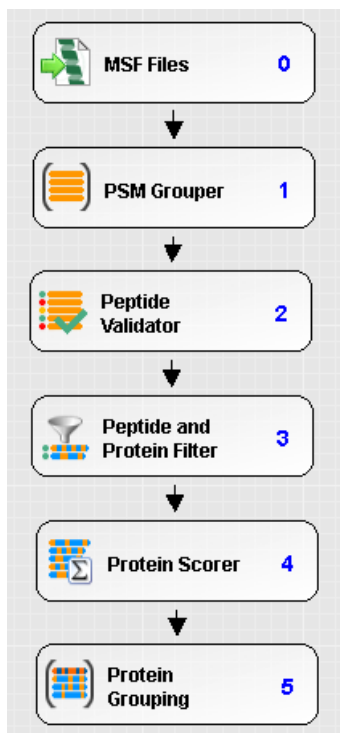 MSF Files 0
PSM Grouper 1
Peptide
Validator 2
Peptide and
Protein Filter 3
Protein Scorer 4
Protein
Grouping 5